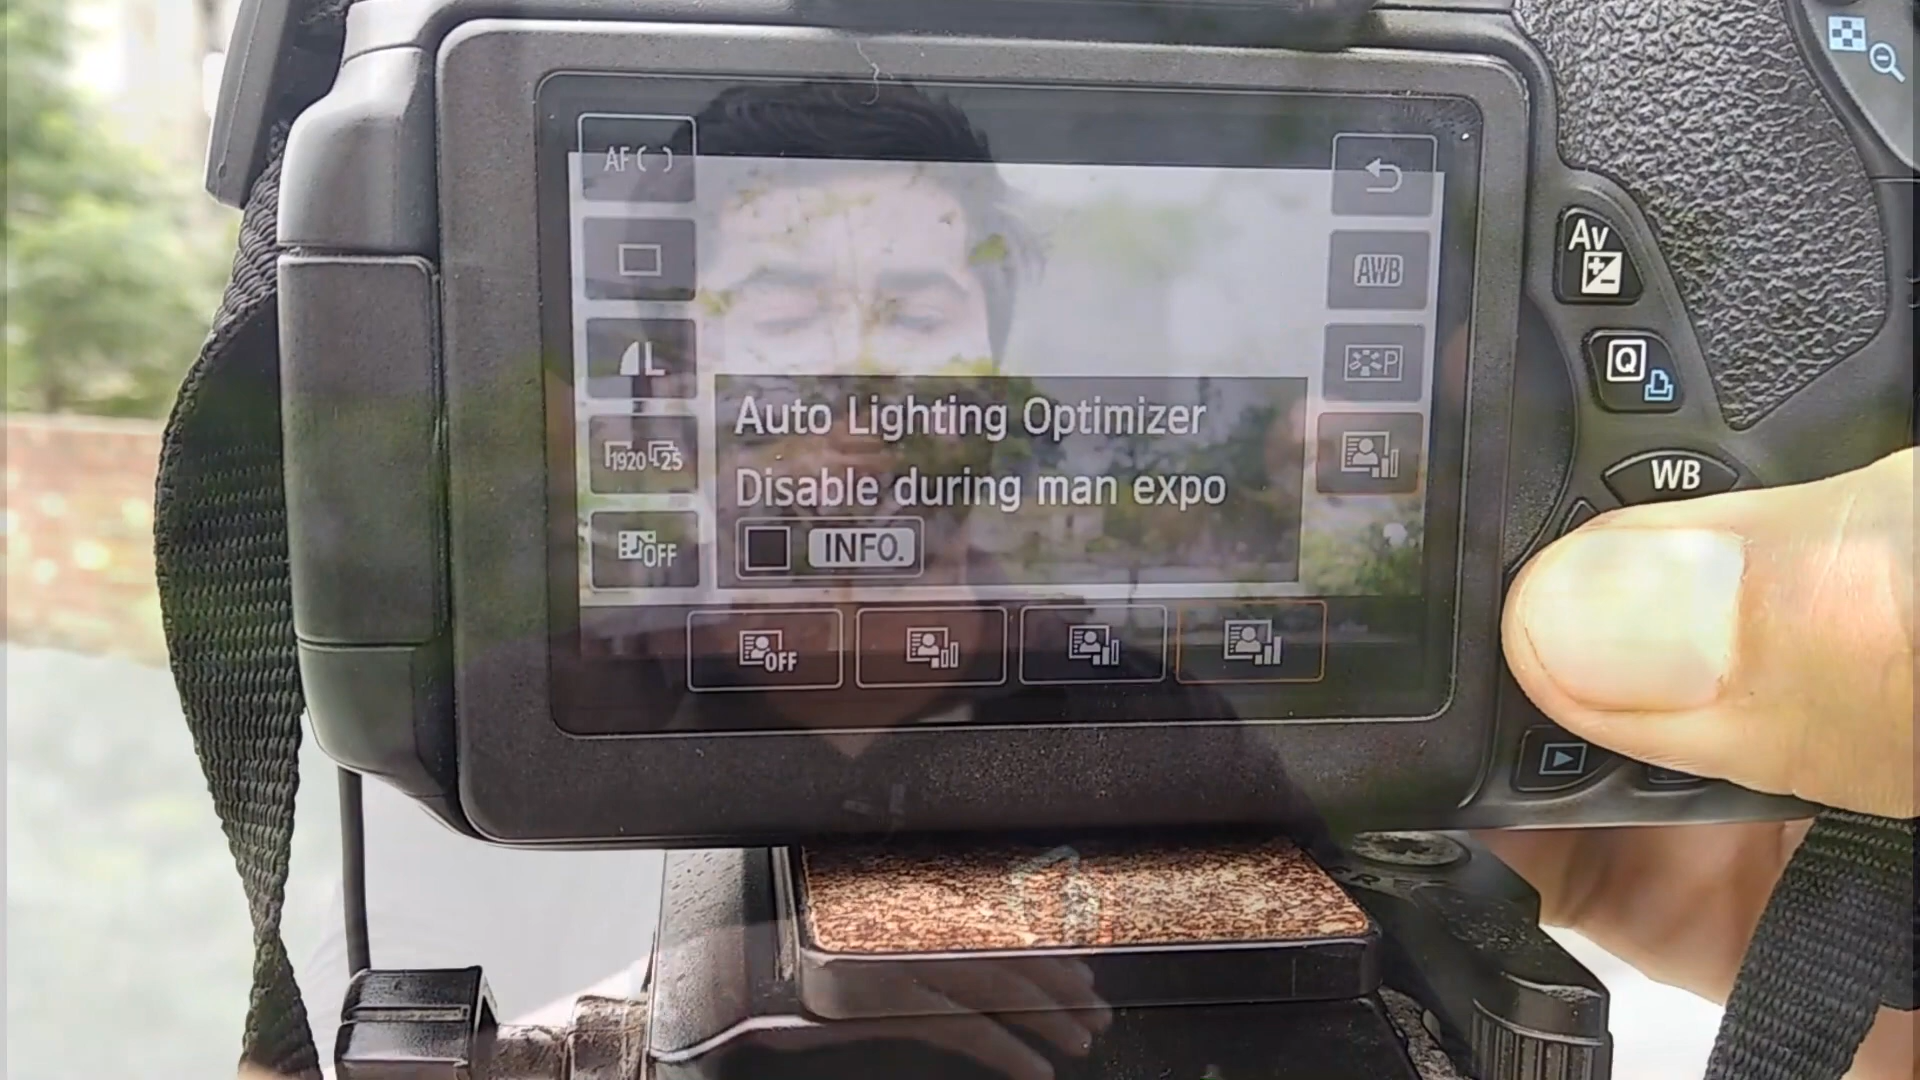 AF( )
AWB
P
L
Auto Lighting Optimizer
1920 25
Disable during man expo
OFF
INFO.
OFF
Av
Q
WB